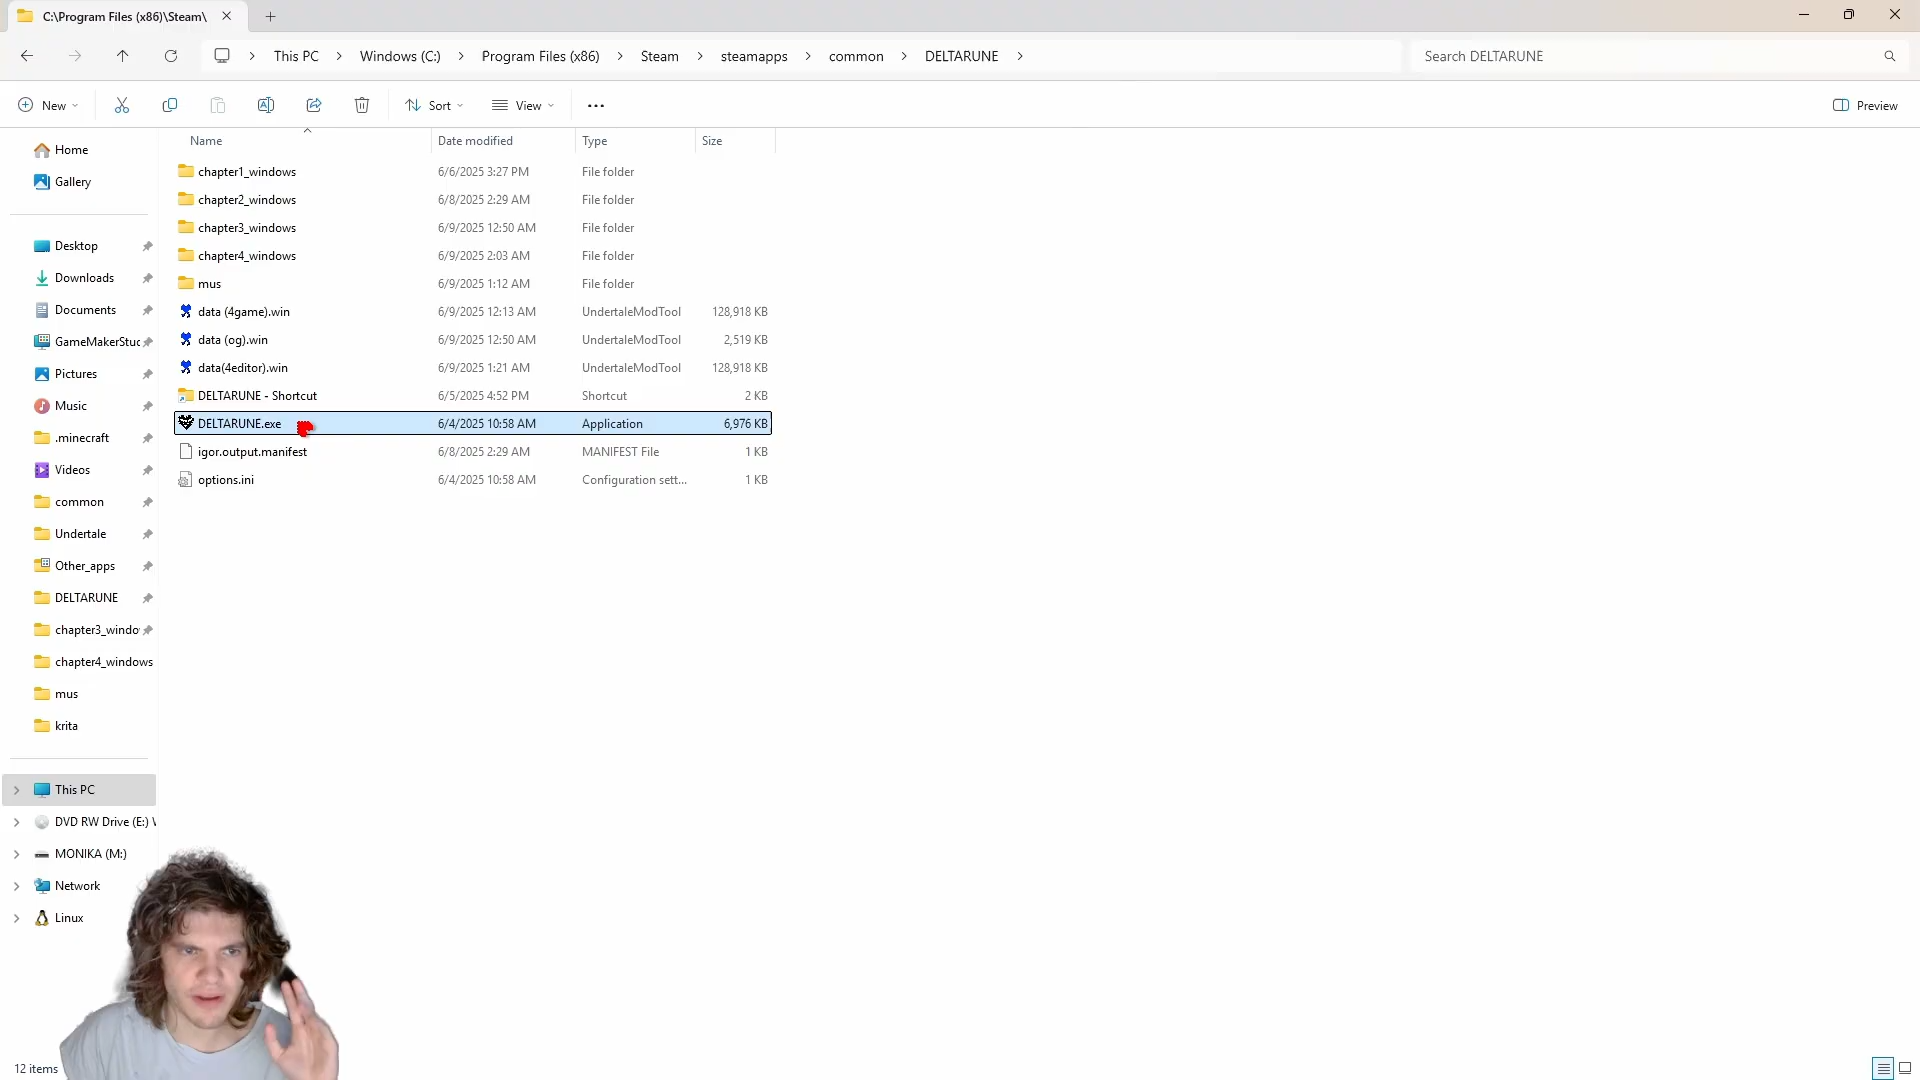 C:\Program Files (x86)\Steam\
This PC > Windows (C:) > Program Files (x86) > Steam > steamapps > common > DELTARUNE >
Search DELTARUNE
New
Sort
View
Preview
Name Date modified Type Size
chapter1_windows 6/6/2025 3:27 PM File folder
chapter2_windows 6/8/2025 2:29 AM File folder
chapter3_windows 6/9/2025 12:50 AM File folder
chapter4_windows 6/9/2025 2:03 AM File folder
mus 6/9/2025 1:12 AM File folder
data (4game).win 6/9/2025 12:13 AM UndertaleModTool 128,918 KB
data (og).win 6/9/2025 12:50 AM UndertaleModTool 2,519 KB
data(4editor).win 6/9/2025 1:21 AM UndertaleModTool 128,918 KB
DELTARUNE - Shortcut 6/5/2025 4:52 PM Shortcut 2 KB
DELTARUNE.exe 6/4/2025 10:58 AM Application 6,976 KB
igor.output.manifest 6/8/2025 2:29 AM MANIFEST File 1 KB
options.ini 6/4/2025 10:58 AM Configuration sett... 1 KB
Home
Gallery
Desktop
Downloads
Documents
GameMakerStuc
Pictures
Music
.minecraft
Videos
common
Undertale
Other_apps
DELTARUNE
chapter3_windo
chapter4_windows
mus
krita
This PC
DVD RW Drive (E:) V
MONIKA (M:)
Network
Linux
12 items